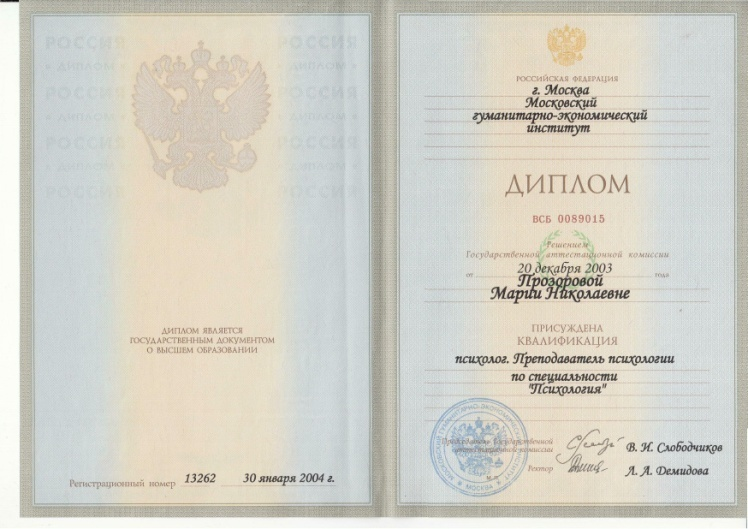 РОССИЯ
ДИПЛОМ
РОССИЯ
ДИПЛОМ
РОССИЯ
ДИПЛОМ
РОССИЯ
ДИПЛОМ ЯВЛЯЕТСЯ
ГОСУДАРСТВЕННЫМ ДОКУМЕНТОМ
О ВЫСШЕМ ОБРАЗОВАНИИ
Регистрационный номер 13262 30 января 2004 г.
РОССИЙСКАЯ ФЕДЕРАЦИЯ
г. Москва
Московский
гуманитарно-экономический
институт
ДИПЛОМ
ВСБ 0089015
Решением
Государственной аттестационной комиссии
от 20 декабря 2003 года
Прозоровой
Марии Николаевне
ПРИСУЖДЕНА
КВАЛИФИКАЦИЯ
психолог. Преподаватель психологии
по специальности
"Психология"
Председатель Государственной
аттестационной комиссии
В. И. Слободчиков
Ректор
Л. А. Демидова
МОСКВА